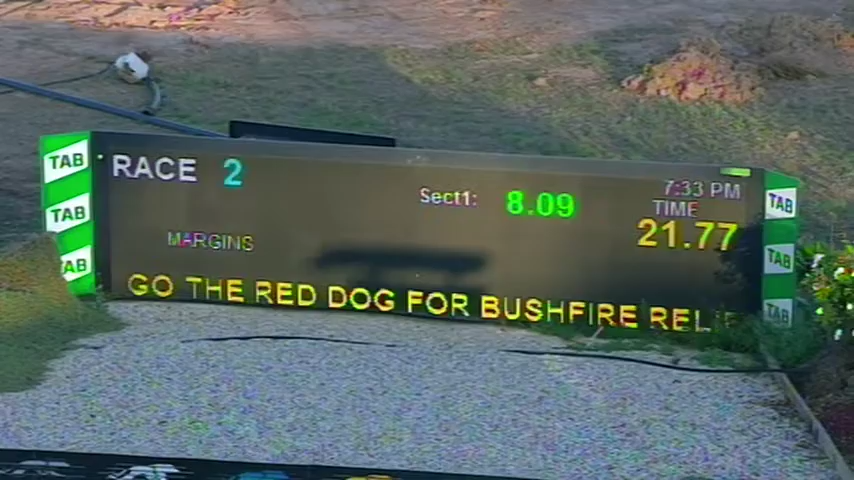 TAB
TAB
TAB
RACE 2
7:33 PM
Sect1: 8.09
TIME
21.77
MARGINS
GO THE RED DOG FOR BUSHFIRE
TAB
TAB
TAB